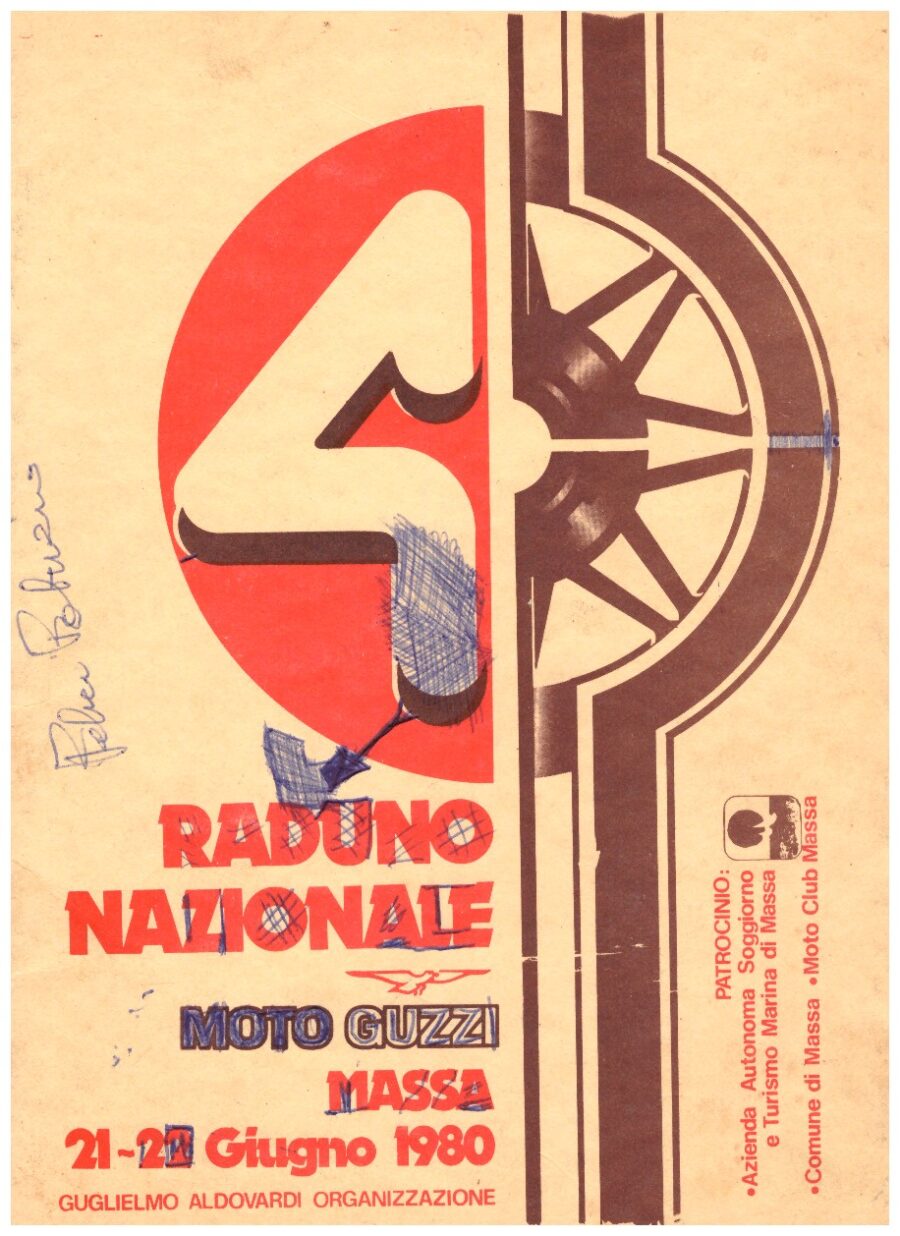 RADUNO
NAZIONALE
MOTO GUZZI
MASSA
21-22 Giugno 1980
GUGLIELMO ALDOVARDI ORGANIZZAZIONE
PATROCINIO:
•Azienda Autonoma Soggiorno
e Turismo Marina di Massa
•Comune di Massa •Moto Club Massa